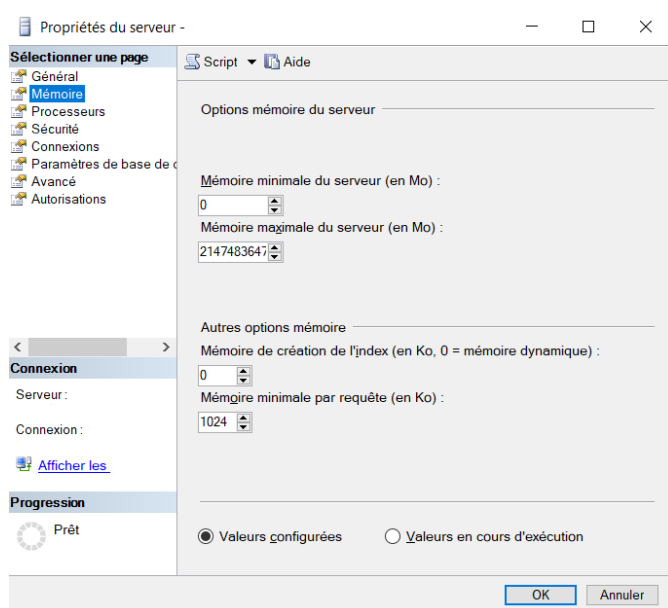 Propriétés du serveur -
Sélectionner une page
Général
Mémoire
Processeurs
Sécurité
Connexions
Paramètres de base de
Avancé
Autorisations
Connexion
Serveur :
Connexion :
Afficher les
Progression
Prêt
Script Aide
Options mémoire du serveur
Mémoire minimale du serveur (en Mo) :
0
Mémoire maximale du serveur (en Mo) :
2147483647
Autres options mémoire
Mémoire de création de l'index (en Ko, 0 = mémoire dynamique) :
0
Mémoire minimale par requête (en Ko) :
1024
Valeurs configurées Valeurs en cours d'exécution
OK Annuler